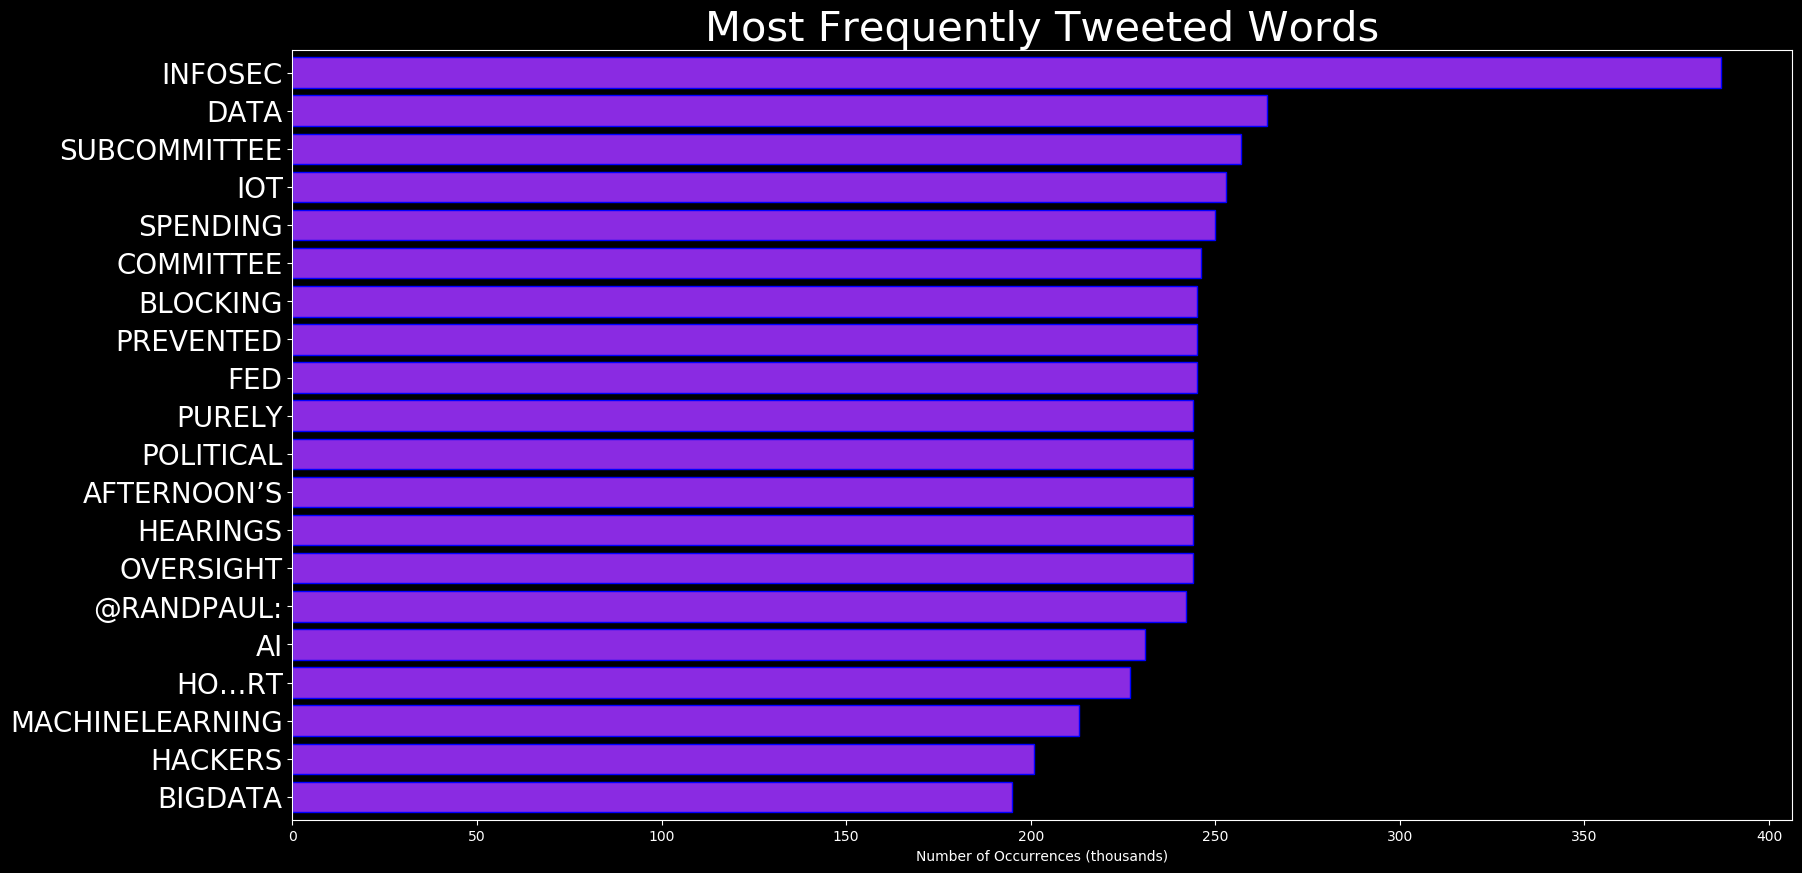 Most Frequently Tweeted Words
INFOSEC
DATA
SUBCOMMITTEE
IOT
SPENDING
COMMITTEE
BLOCKING
PREVENTED
FED
PURELY
POLITICAL
AFTERNOON’S
HEARINGS
OVERSIGHT
@RANDPAUL:
AI
HO…RT
MACHINELEARNING
HACKERS
BIGDATA
0 50 100 150 200 250 300 350 400
Number of Occurrences (thousands)